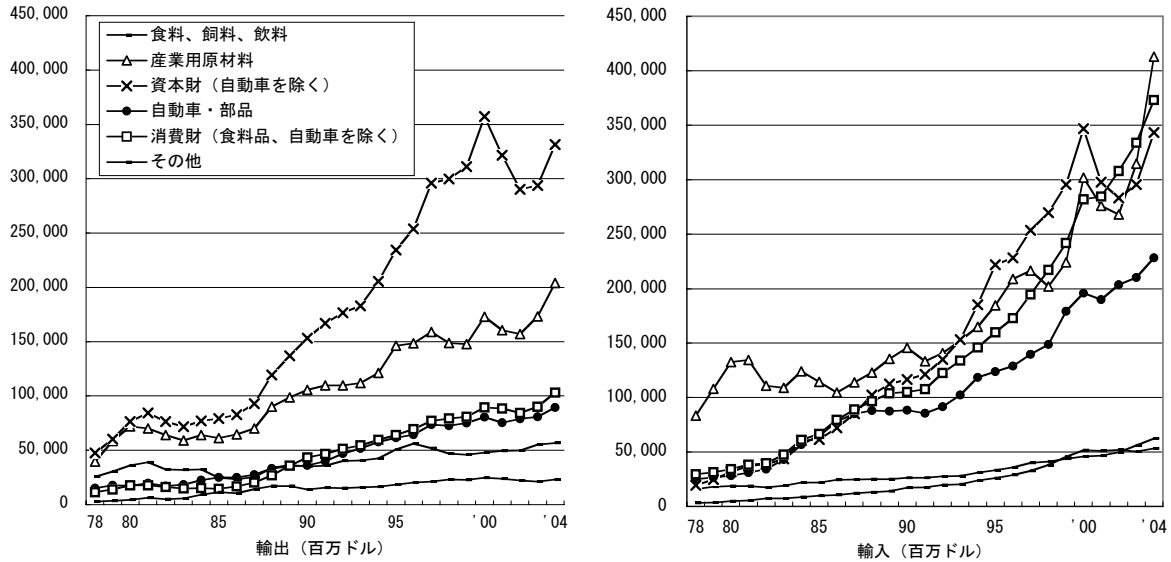 450,000
400,000
350,000
300,000
250,000
200,000
150,000
100,000
50,000
0
食料、飼料、飲料
産業用原材料
資本財（自動車を除く）
自動車・部品
消費財（食料品、自動車を除く）
その他
78 80 85 90 95 '00 '04
輸出（百万ドル）
450,000
400,000
350,000
300,000
250,000
200,000
150,000
100,000
50,000
0
78 80 85 90 95 '00 '04
輸入（百万ドル）